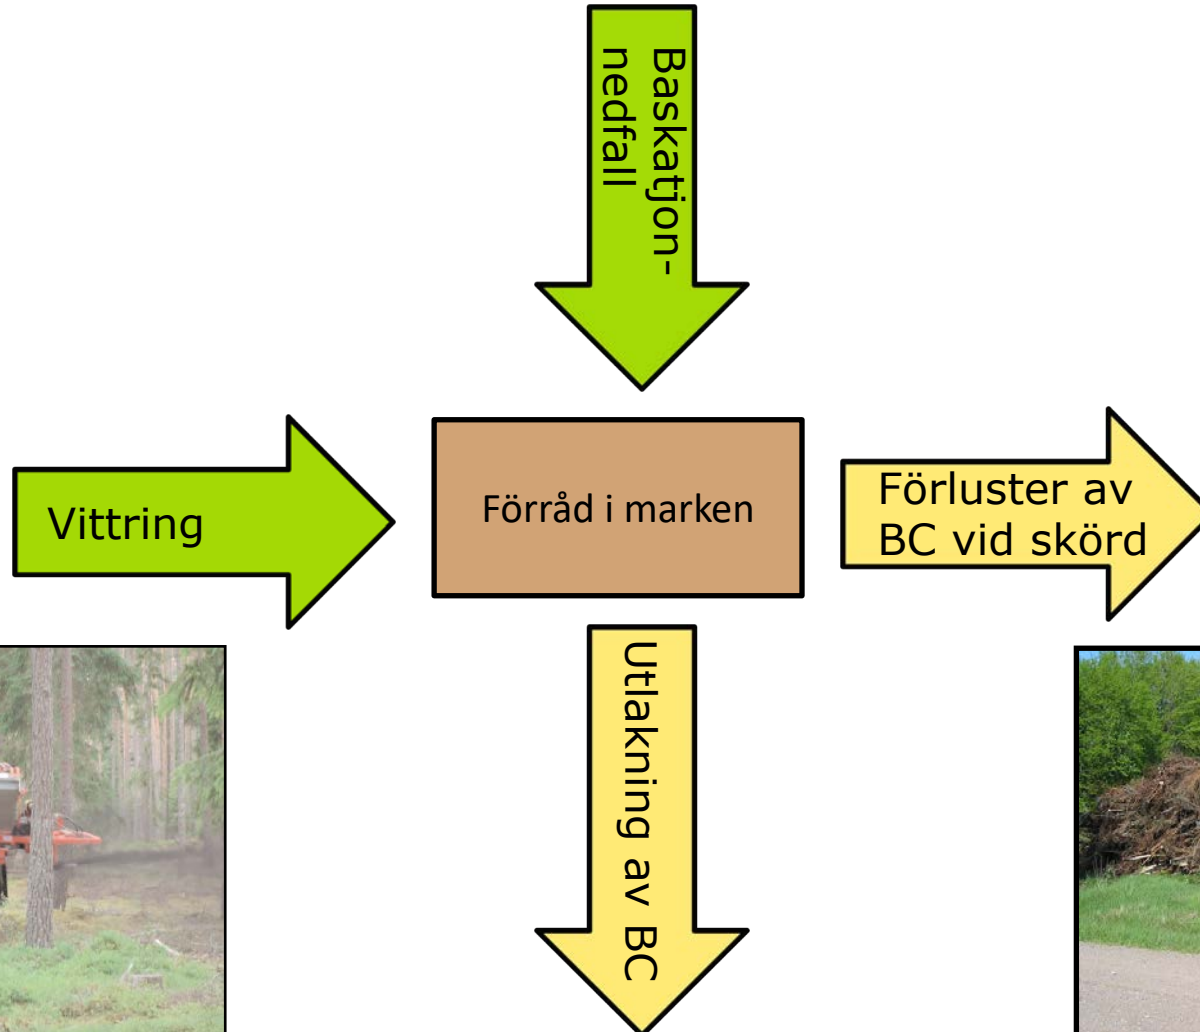 Baskatjon-
nedfall
Vittring
Förråd i marken
Förluster av
BC vid skörd
Utlakning av BC